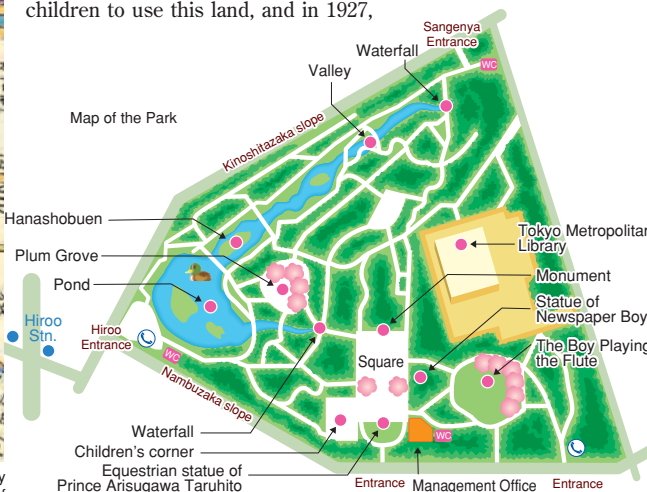 children to use this land, and in 1927,
Sangenya
Entrance
Waterfall
WC
Valley
Map of the Park
Kinoshitazaka slope
Hanashobuen
Plum Grove
Pond
Tokyo Metropolitan
Library
Monument
Statue of
Newspaper Boy
The Boy Playing
the Flute
Hiroo
Stn.
Hiroo
Entrance
WC
Nambuzaka slope
Square
Waterfall
Children's corner
Equestrian statue of
Prince Arisugawa Taruhito
WC
Entrance
Management Office
Entrance